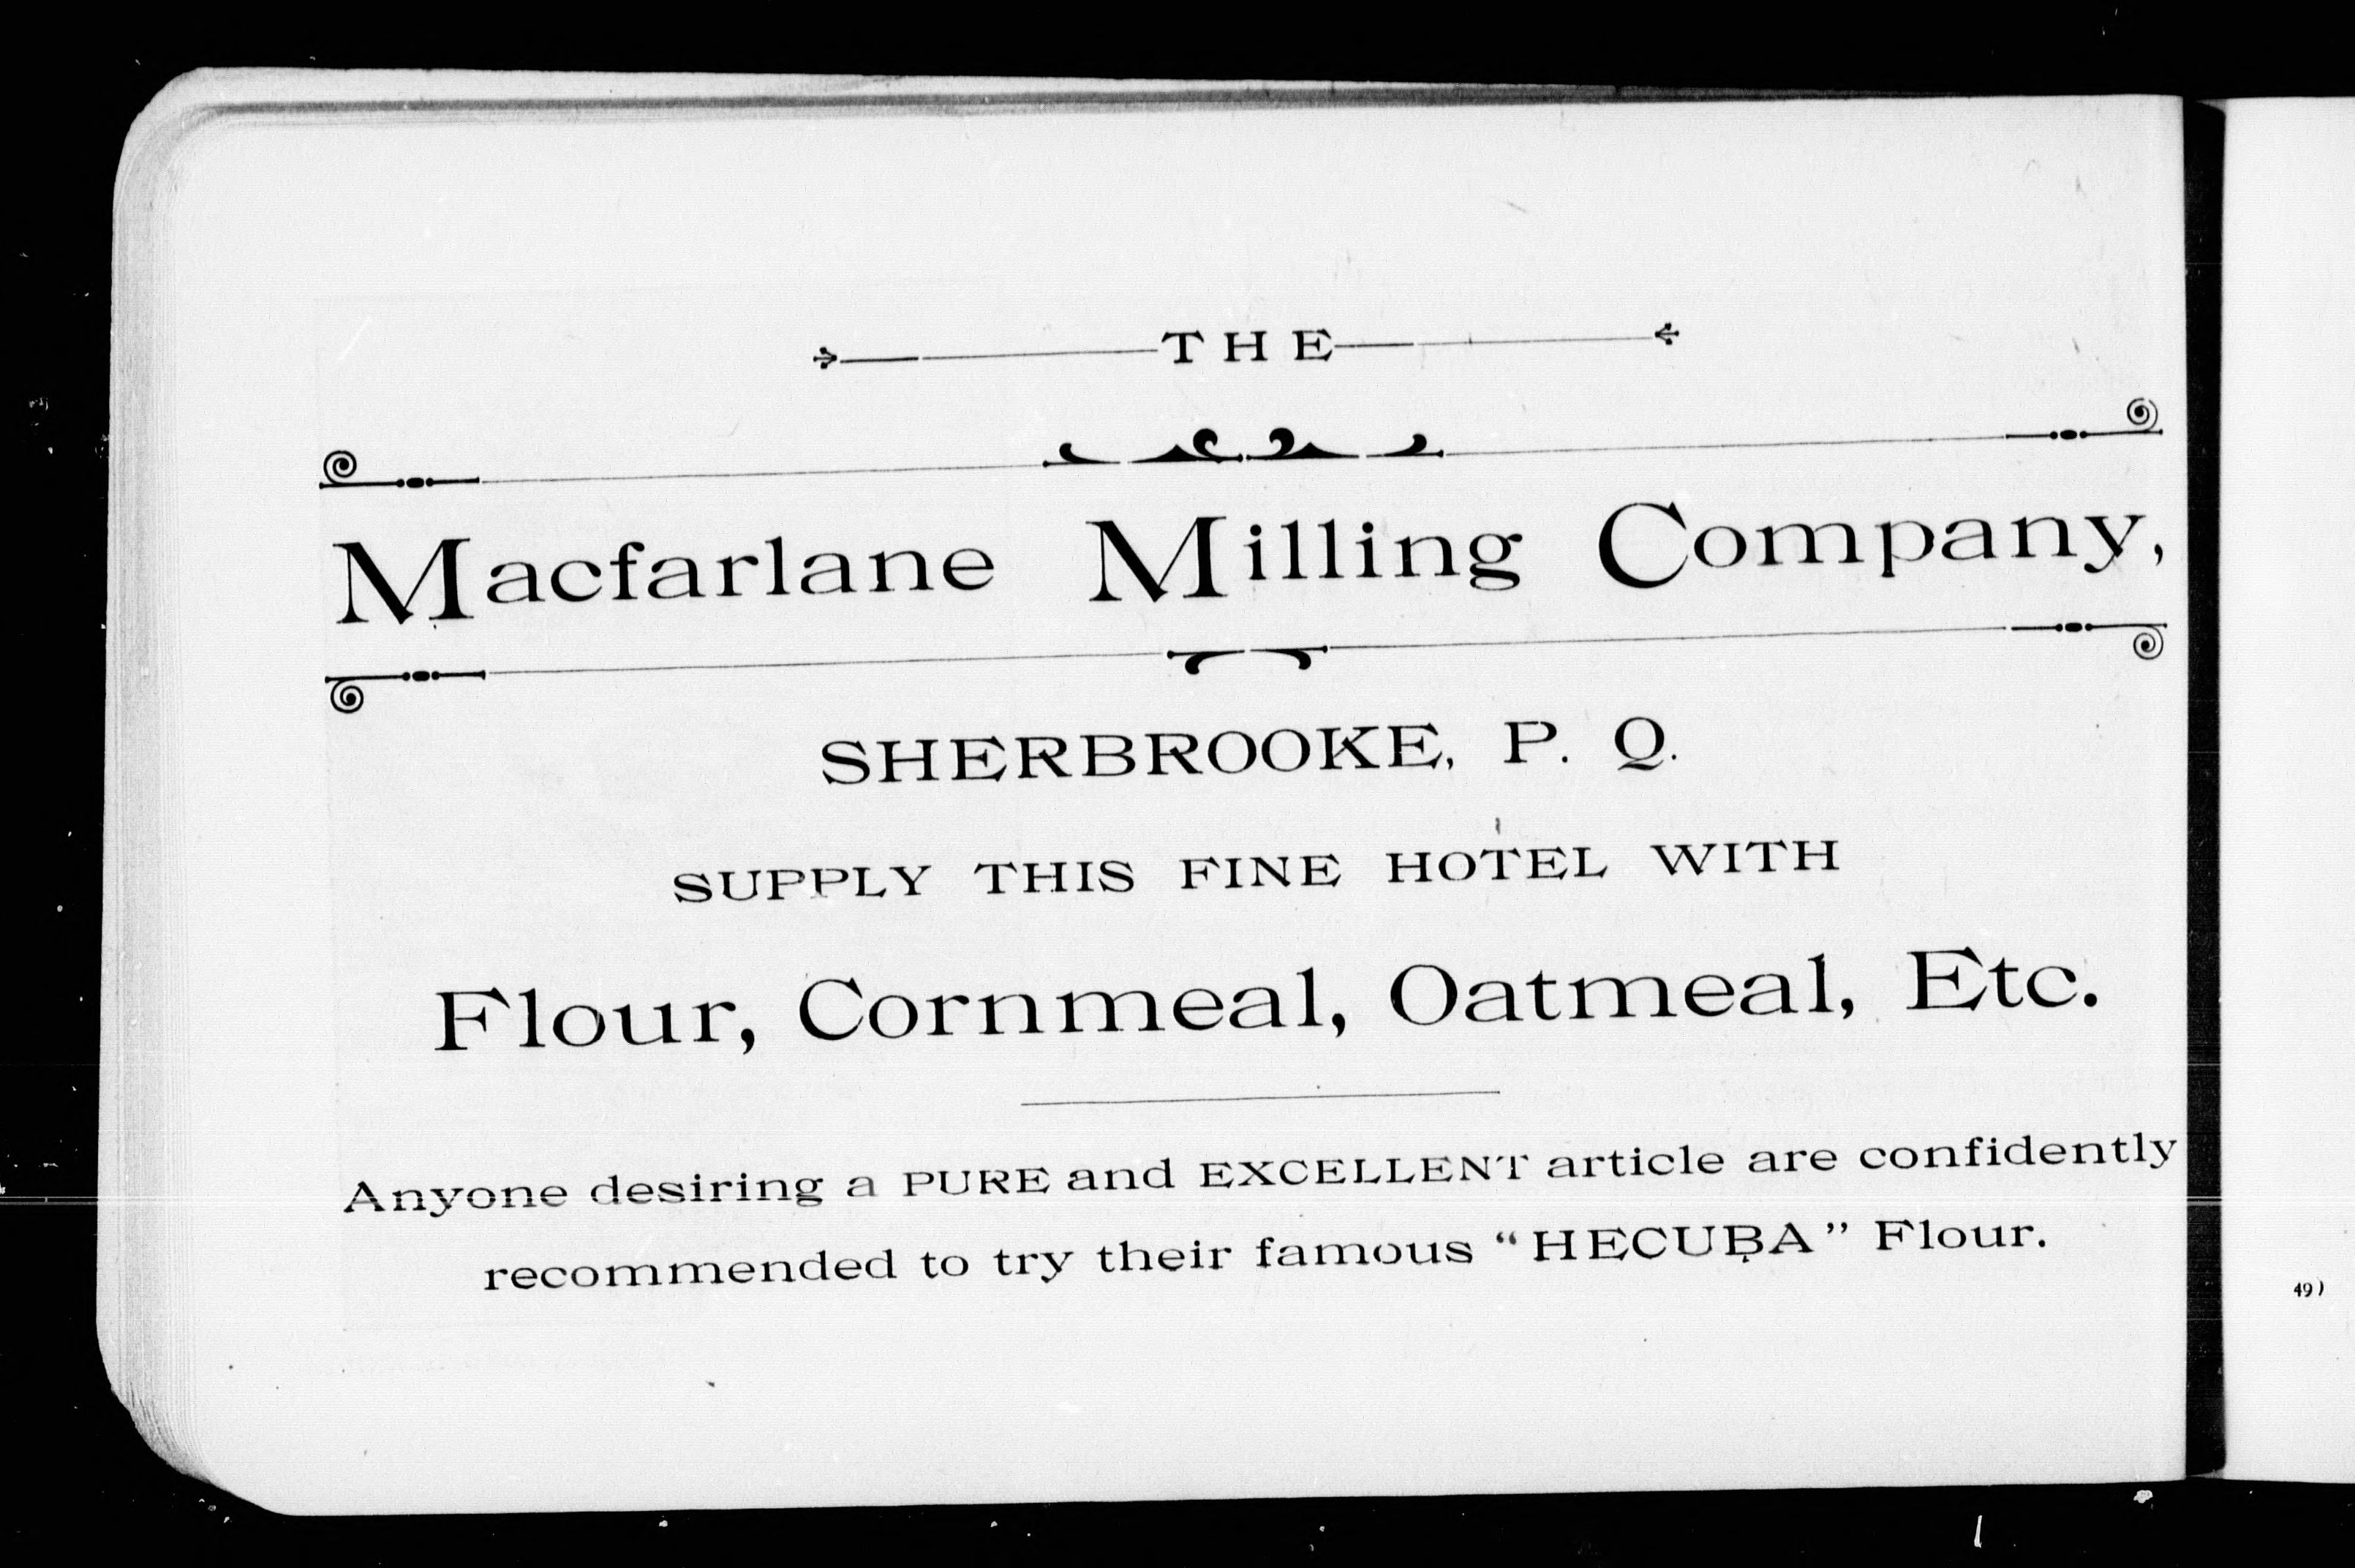 THE
Macfarlane Milling Company,
SHERBROOKE, P. Q.
SUPPLY THIS FINE HOTEL WITH
Flour, Cornmeal, Oatmeal, Etc.
Anyone desiring a PURE and EXCELLENT article are confidently
recommended to try their famous "HECUBA" Flour.
49)